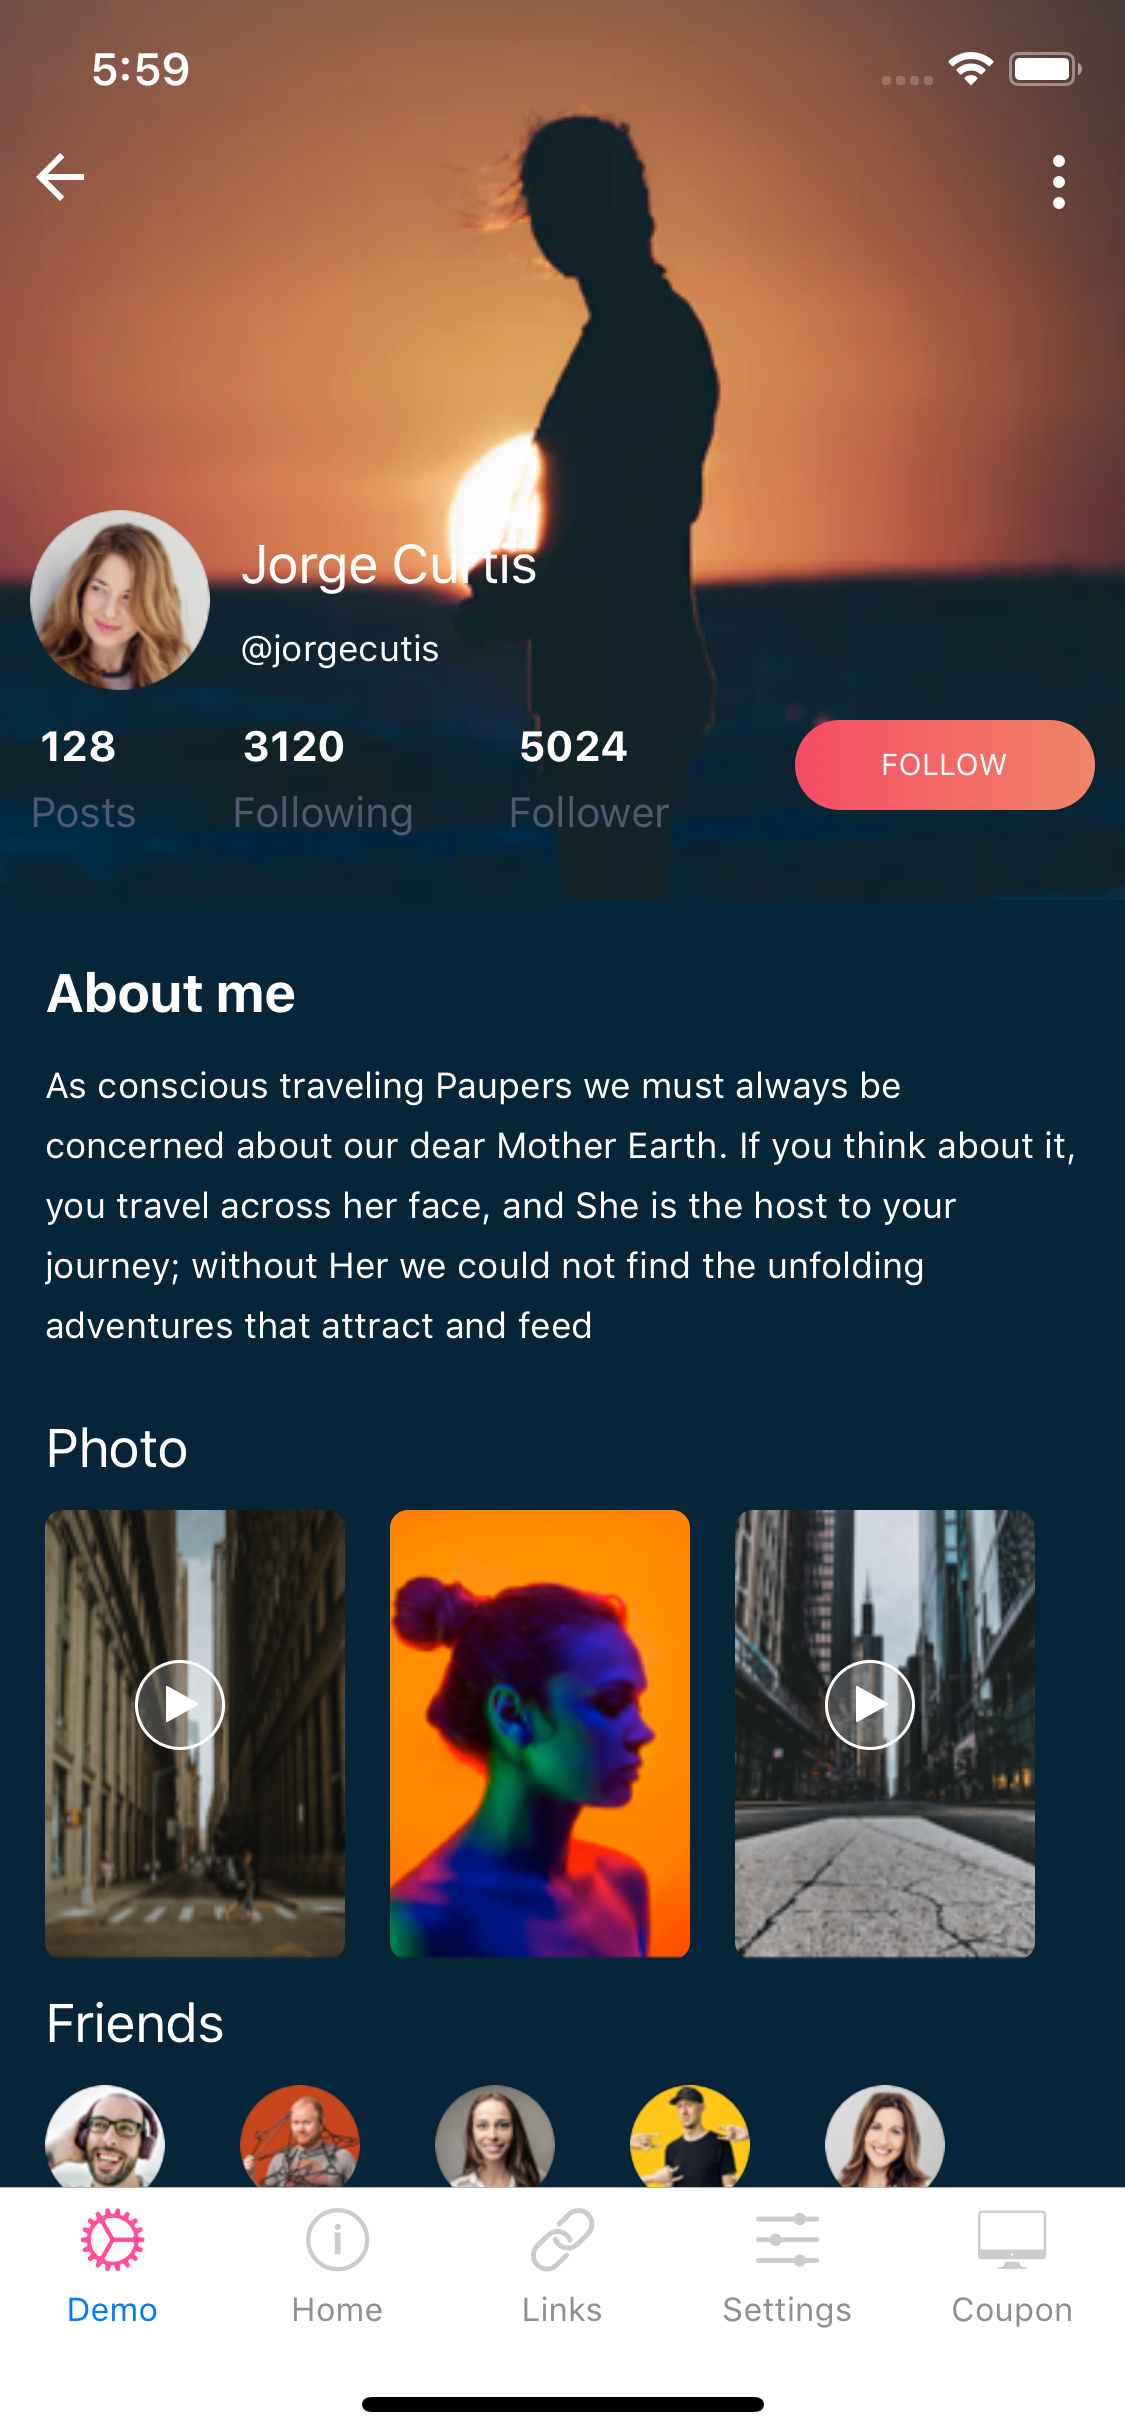 5:59
Jorge Curtis
@jorgecutis
128 3120 5024
Posts Following Follower
FOLLOW
About me
As conscious traveling Paupers we must always be
concerned about our dear Mother Earth. If you think about it,
you travel across her face, and She is the host to your
journey; without Her we could not find the unfolding
adventures that attract and feed
Photo
Friends
Demo Home Links Settings Coupon